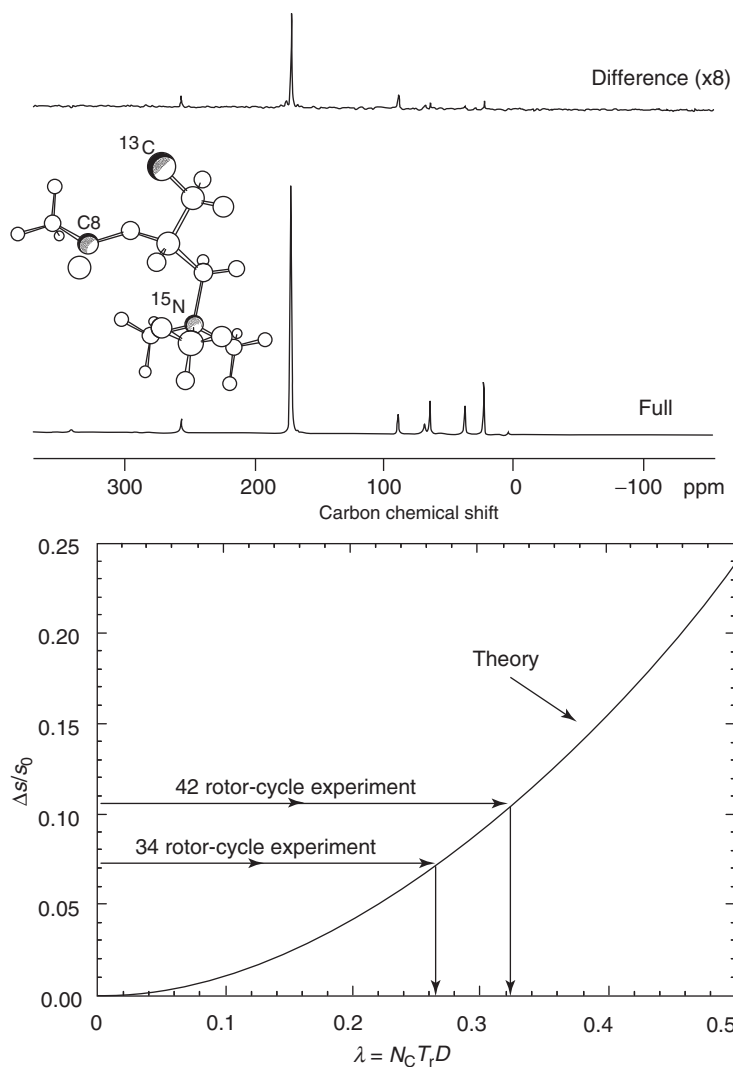 Difference (x8)
13C
C8
15N
Full
300 200 100 0 −100 ppm
Carbon chemical shift
0.25
0.20
0.15
0.10
0.05
0.00
Δs/s0
Theory
42 rotor-cycle experiment
34 rotor-cycle experiment
0 0.1 0.2 0.3 0.4 0.5
λ = NCTrD